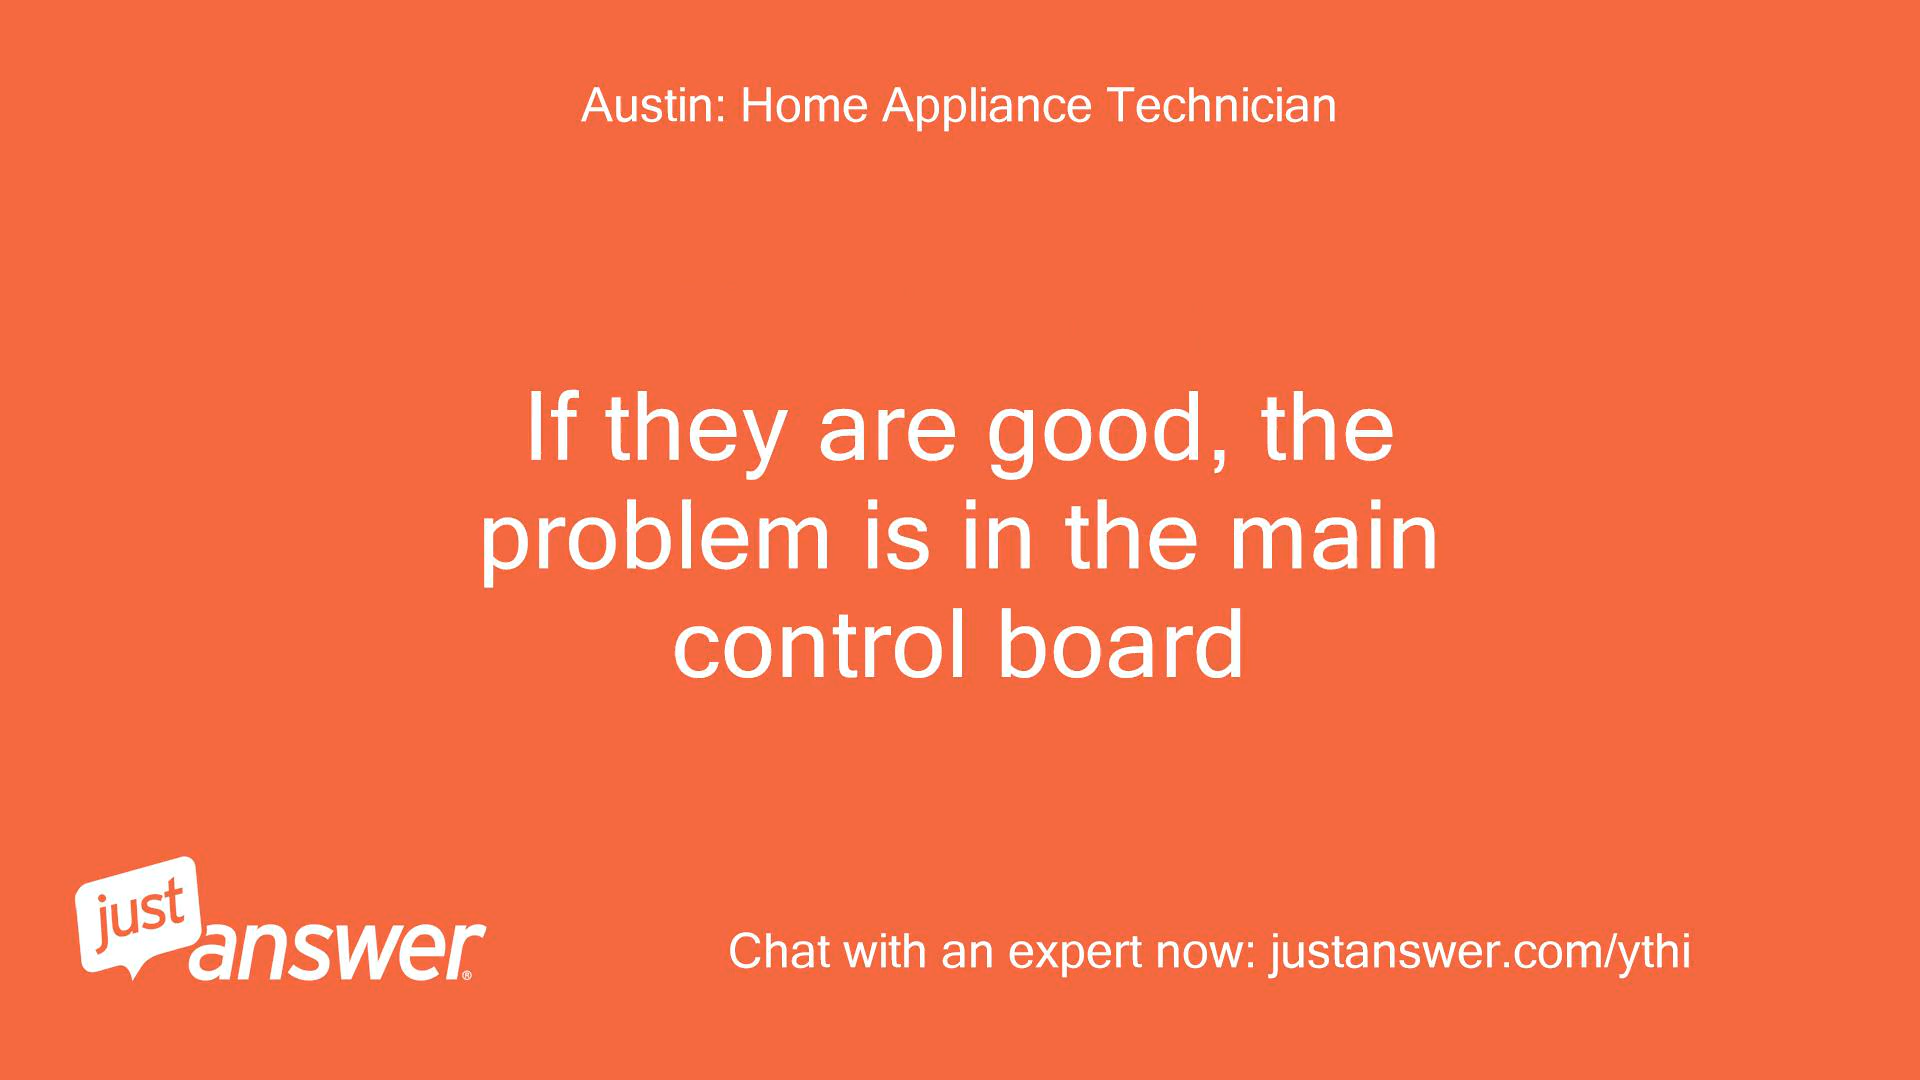 Austin: Home Appliance Technician
If they are good, the
problem is in the main
control board
just
answer®
Chat with an expert now: justanswer.com/ythi